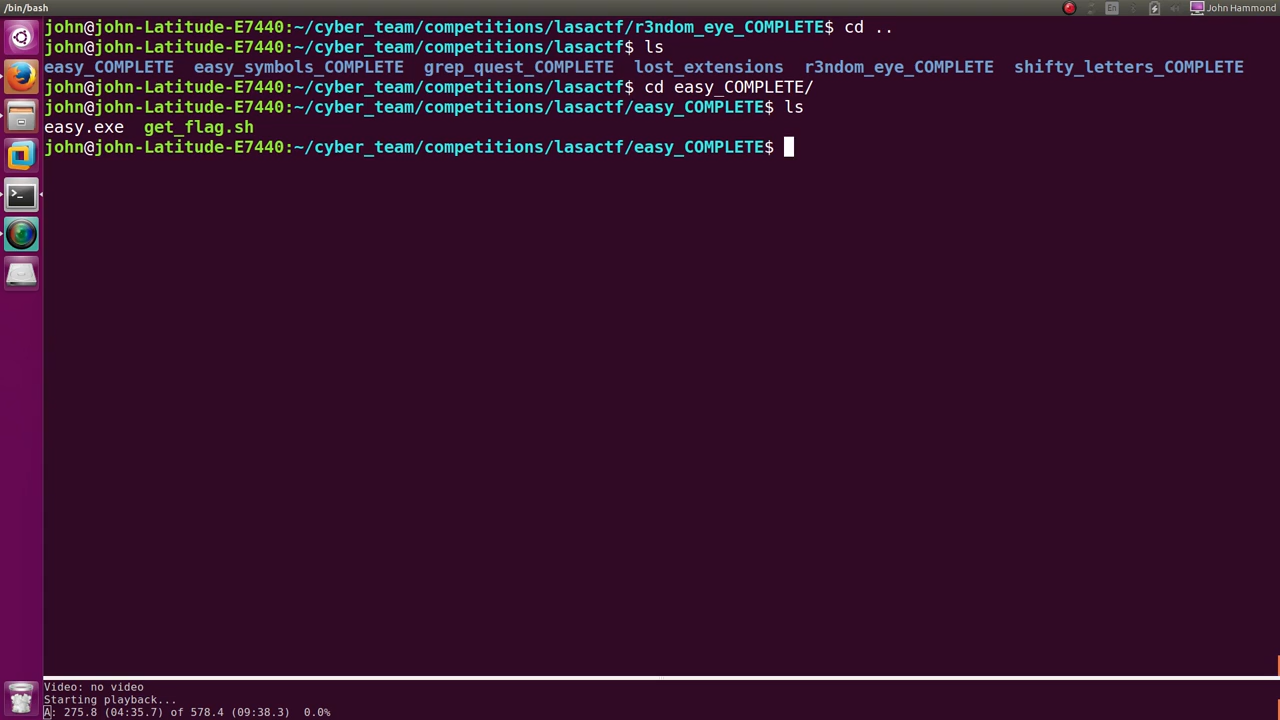 /bin/bash
En
John Hammond
john@john-Latitude-E7440:~/cyber_team/competitions/lasactf/r3ndom_eye_COMPLETE$ cd ..
john@john-Latitude-E7440:~/cyber_team/competitions/lasactf$ ls
easy_COMPLETE easy_symbols_COMPLETE grep_quest_COMPLETE lost_extensions r3ndom_eye_COMPLETE shifty_letters_COMPLETE
john@john-Latitude-E7440:~/cyber_team/competitions/lasactf$ cd easy_COMPLETE/
john@john-Latitude-E7440:~/cyber_team/competitions/lasactf/easy_COMPLETE$ ls
easy.exe get_flag.sh
john@john-Latitude-E7440:~/cyber_team/competitions/lasactf/easy_COMPLETE$
Video: no video
Starting playback...
A: 275.8 (04:35.7) of 578.4 (09:38.3) 0.0%